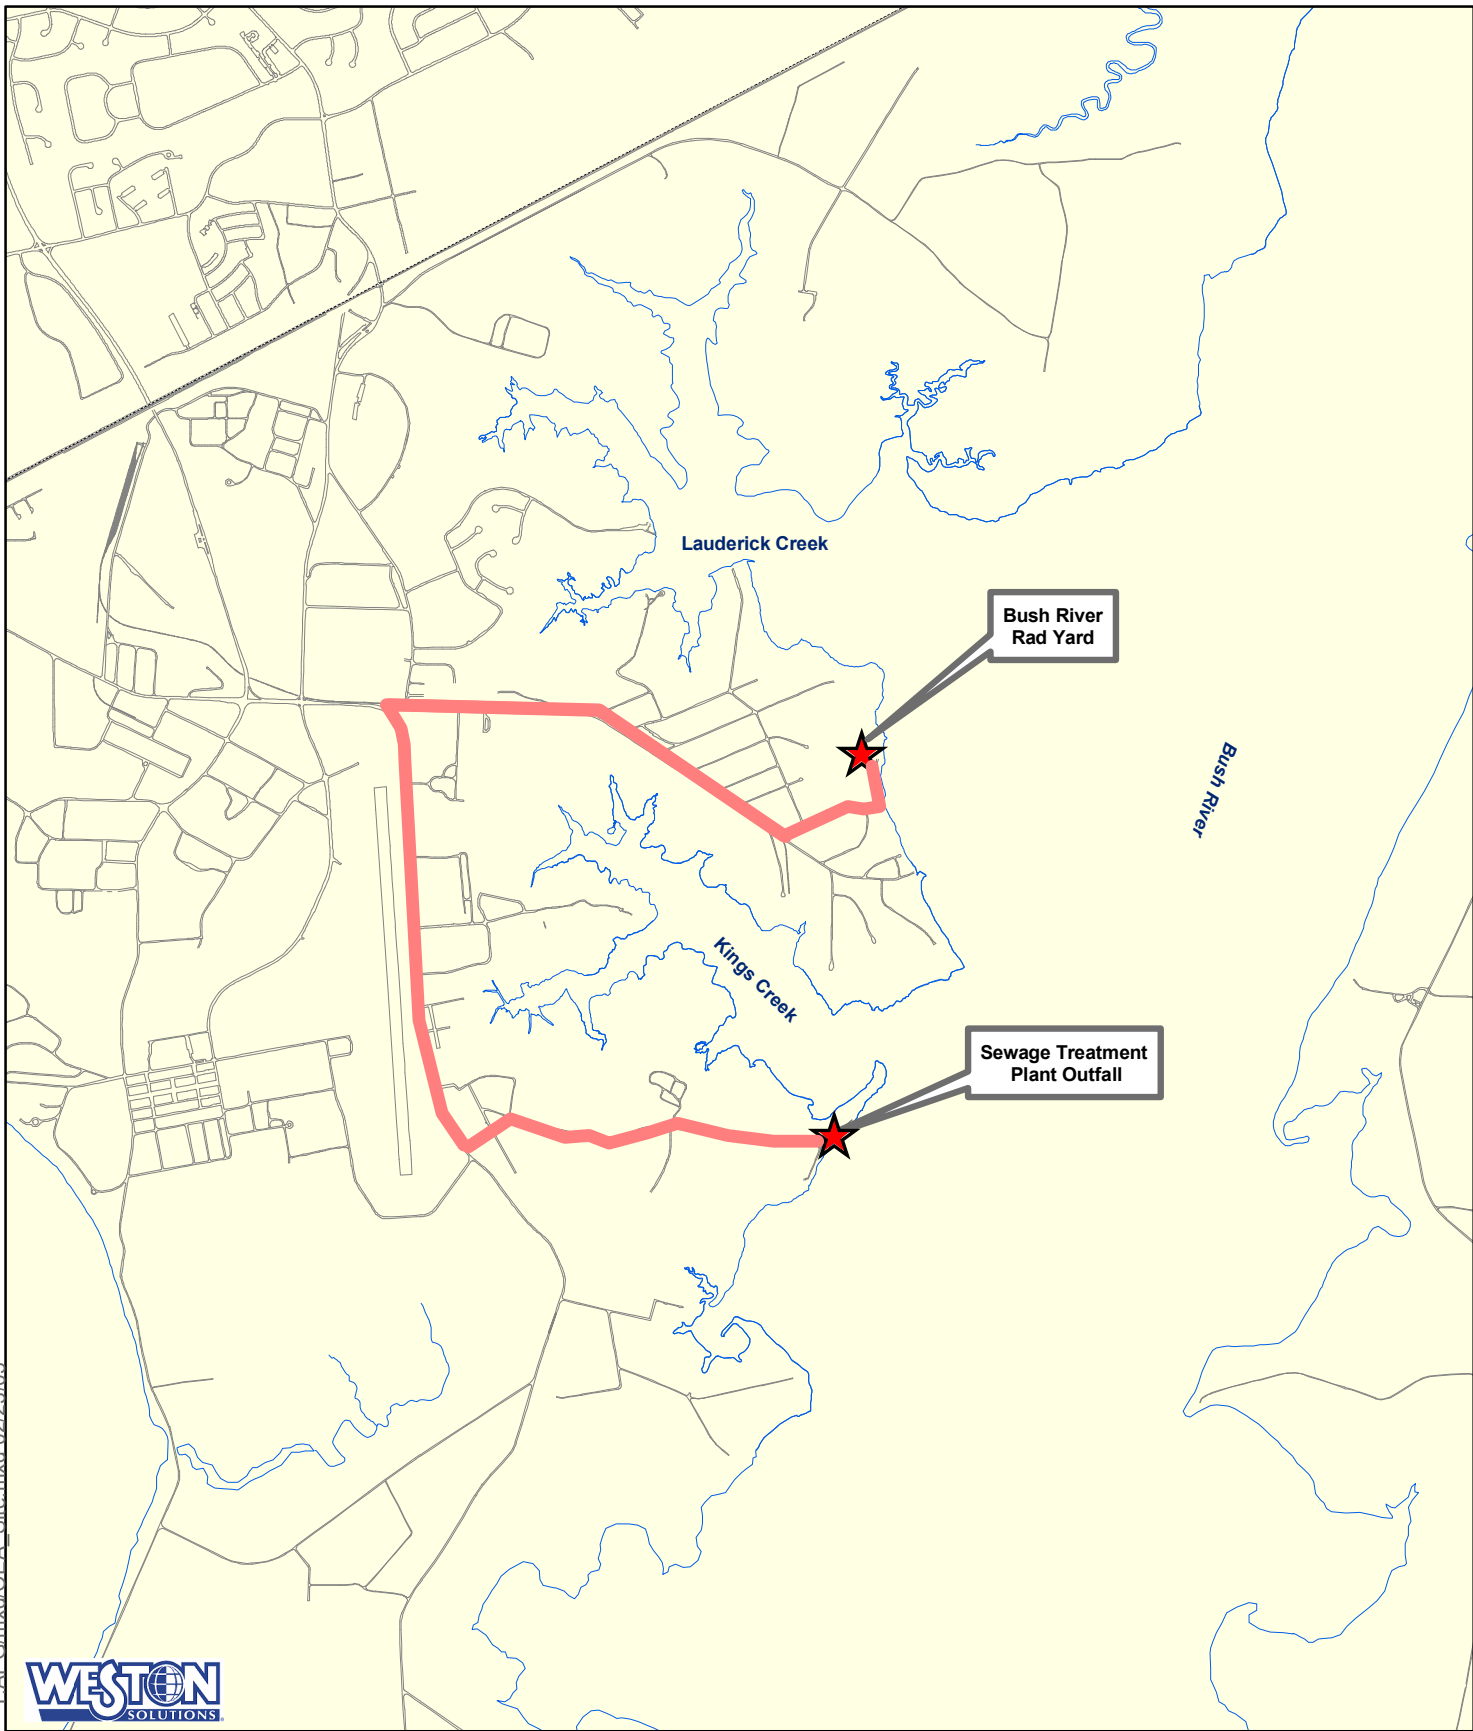 Lauderick Creek
Bush River
Rad Yard
Bush River
Kings Creek
Sewage Treatment
Plant Outfall
WESTON
SOLUTIONS